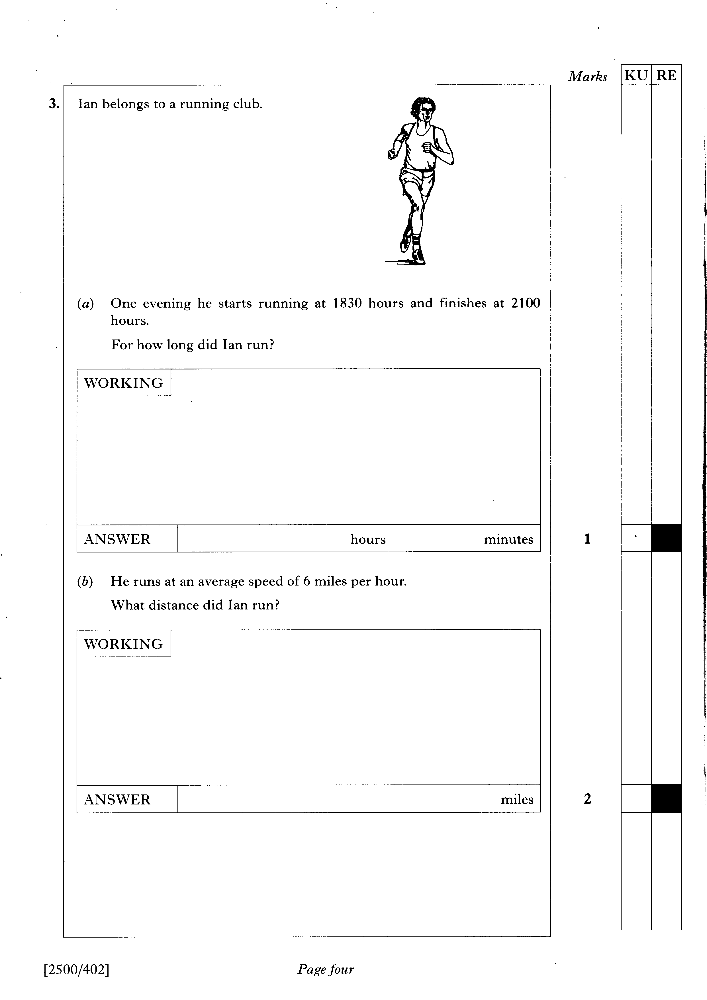 Marks KU RE
3. Ian belongs to a running club.
(a) One evening he starts running at 1830 hours and finishes at 2100
hours.
For how long did Ian run?
WORKING
ANSWER hours minutes 1
(b) He runs at an average speed of 6 miles per hour.
What distance did Ian run?
WORKING
ANSWER miles 2
[2500/402] Page four